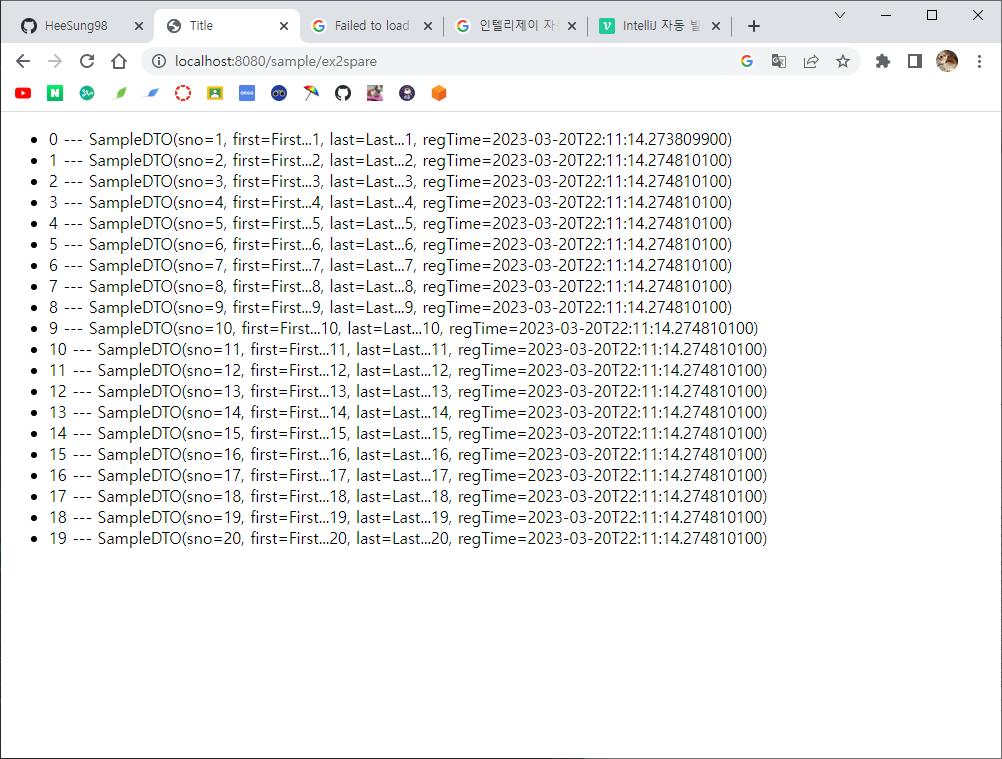 HeeSung98
Title
Failed to load
인텔리제이 자동
IntelliJ 자동 빌
localhost:8080/sample/ex2spare
0 --- SampleDTO(sno=1, first=First...1, last=Last...1, regTime=2023-03-20T22:11:14.273809900)
1 --- SampleDTO(sno=2, first=First...2, last=Last...2, regTime=2023-03-20T22:11:14.274810100)
2 --- SampleDTO(sno=3, first=First...3, last=Last...3, regTime=2023-03-20T22:11:14.274810100)
3 --- SampleDTO(sno=4, first=First...4, last=Last...4, regTime=2023-03-20T22:11:14.274810100)
4 --- SampleDTO(sno=5, first=First...5, last=Last...5, regTime=2023-03-20T22:11:14.274810100)
5 --- SampleDTO(sno=6, first=First...6, last=Last...6, regTime=2023-03-20T22:11:14.274810100)
6 --- SampleDTO(sno=7, first=First...7, last=Last...7, regTime=2023-03-20T22:11:14.274810100)
7 --- SampleDTO(sno=8, first=First...8, last=Last...8, regTime=2023-03-20T22:11:14.274810100)
8 --- SampleDTO(sno=9, first=First...9, last=Last...9, regTime=2023-03-20T22:11:14.274810100)
9 --- SampleDTO(sno=10, first=First...10, last=Last...10, regTime=2023-03-20T22:11:14.274810100)
10 --- SampleDTO(sno=11, first=First...11, last=Last...11, regTime=2023-03-20T22:11:14.274810100)
11 --- SampleDTO(sno=12, first=First...12, last=Last...12, regTime=2023-03-20T22:11:14.274810100)
12 --- SampleDTO(sno=13, first=First...13, last=Last...13, regTime=2023-03-20T22:11:14.274810100)
13 --- SampleDTO(sno=14, first=First...14, last=Last...14, regTime=2023-03-20T22:11:14.274810100)
14 --- SampleDTO(sno=15, first=First...15, last=Last...15, regTime=2023-03-20T22:11:14.274810100)
15 --- SampleDTO(sno=16, first=First...16, last=Last...16, regTime=2023-03-20T22:11:14.274810100)
16 --- SampleDTO(sno=17, first=First...17, last=Last...17, regTime=2023-03-20T22:11:14.274810100)
17 --- SampleDTO(sno=18, first=First...18, last=Last...18, regTime=2023-03-20T22:11:14.274810100)
18 --- SampleDTO(sno=19, first=First...19, last=Last...19, regTime=2023-03-20T22:11:14.274810100)
19 --- SampleDTO(sno=20, first=First...20, last=Last...20, regTime=2023-03-20T22:11:14.274810100)